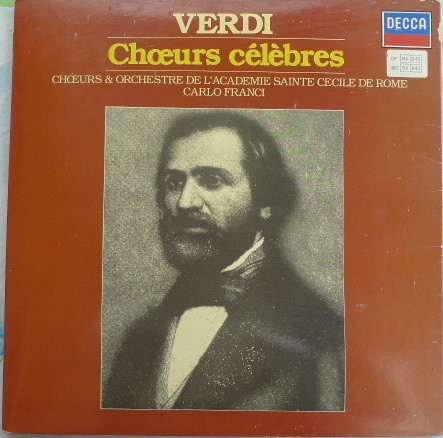 VERDI
DECCA
Chœurs célèbres
CHŒURS & ORCHESTRE DE L'ACADEMIE SAINTE CECILE DE ROME
CARLO FRANCI